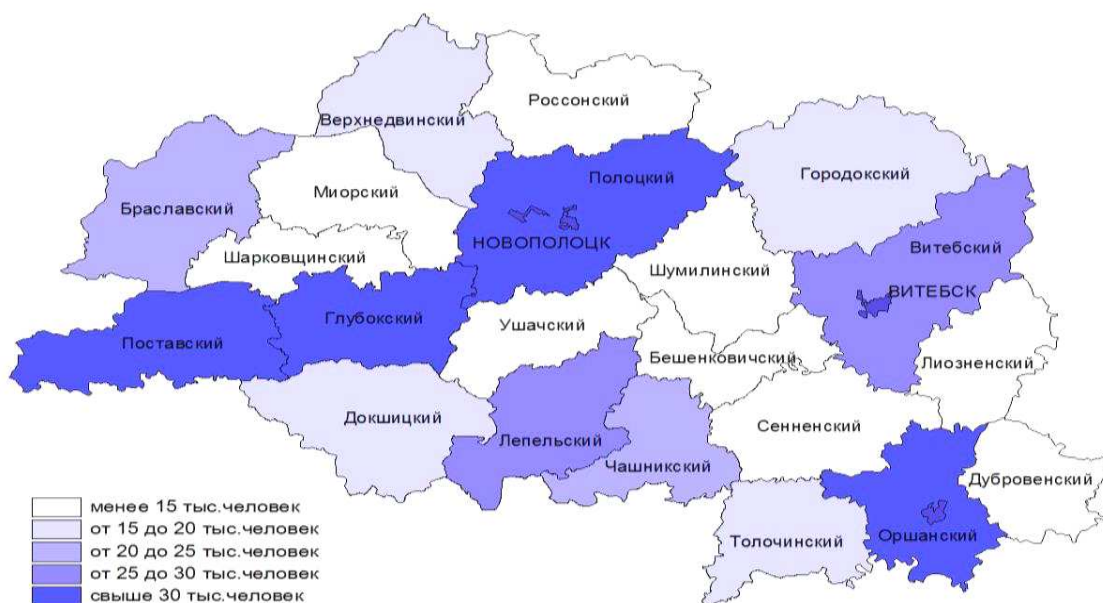 Россонский
Верхнедвинский
Городокский
Полоцкий
Миорский
Браславский
НОВОПОЛОЦК
Витебский
Шарковщинский
Шумилинский
ВИТЕБСК
Глубокский
Ушачский
Поставский
Бешенковичский
Лиозненский
Докшицкий
Сенненский
Лепельский
Чашникский
Дубровенский
Оршанский
Толочинский
менее 15 тыс.человек
от 15 до 20 тыс.человек
от 20 до 25 тыс.человек
от 25 до 30 тыс.человек
свыше 30 тыс.человек